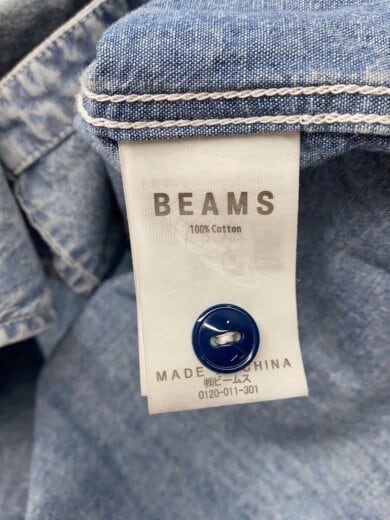 BEAMS
100% Cotton
MADE CHINA
㈱ビームス
0120-011-301